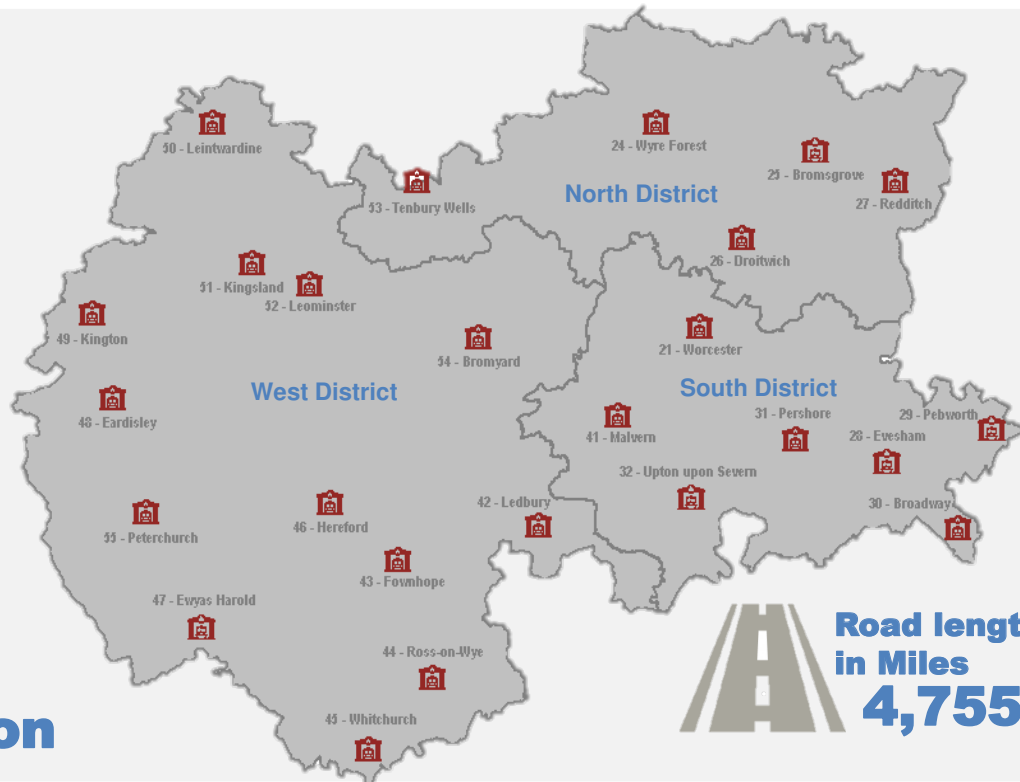 50 - Leintwardine
24 - Wyre Forest
25 - Bromsgrove
53 - Tenbury Wells
North District
27 - Redditch
26 - Droitwich
51 - Kingsland
52 - Leominster
49 - Kington
21 - Worcester
54 - Bromyard
West District
South District
48 - Eardisley
31 - Pershore
29 - Pebworth
41 - Malvern
28 - Evesham
32 - Upton upon Severn
42 - Ledbury
30 - Broadway
46 - Hereford
55 - Peterchurch
43 - Fownhope
47 - Ewyas Harold
Road lengt
in Miles
4,755
44 - Ross-on-Wye
45 - Whitchurch
on